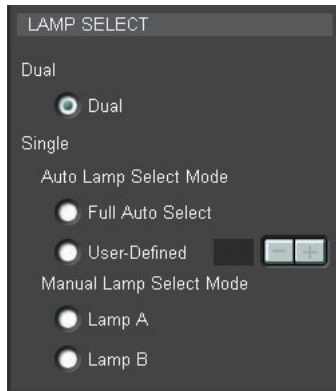 LAMP SELECT
Dual
Dual
Single
Auto Lamp Select Mode
Full Auto Select
User-Defined - +
Manual Lamp Select Mode
Lamp A
Lamp B